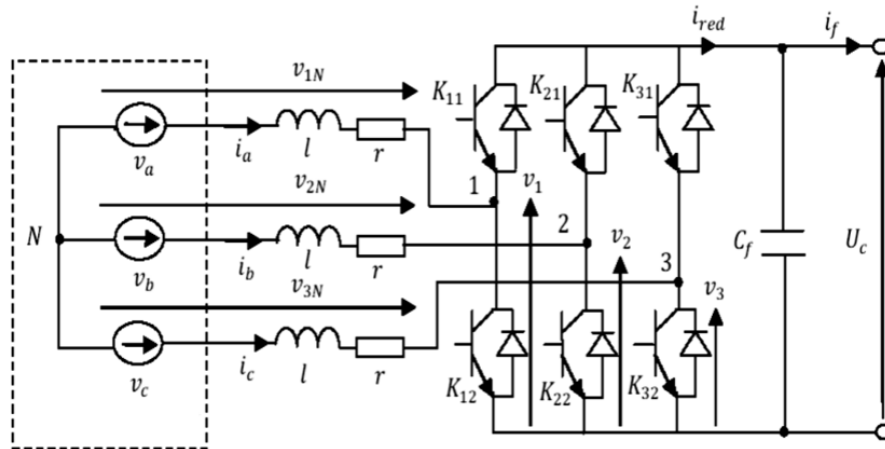 i_red
i_f
v_1N
K_11
K_21
K_31
v_a
i_a
l
r
v_2N
1
v_1
N
2
v_2
C_f
U_c
v_b
i_b
l
r
3
v_3N
v_3
v_c
i_c
l
r
K_12
K_22
K_32